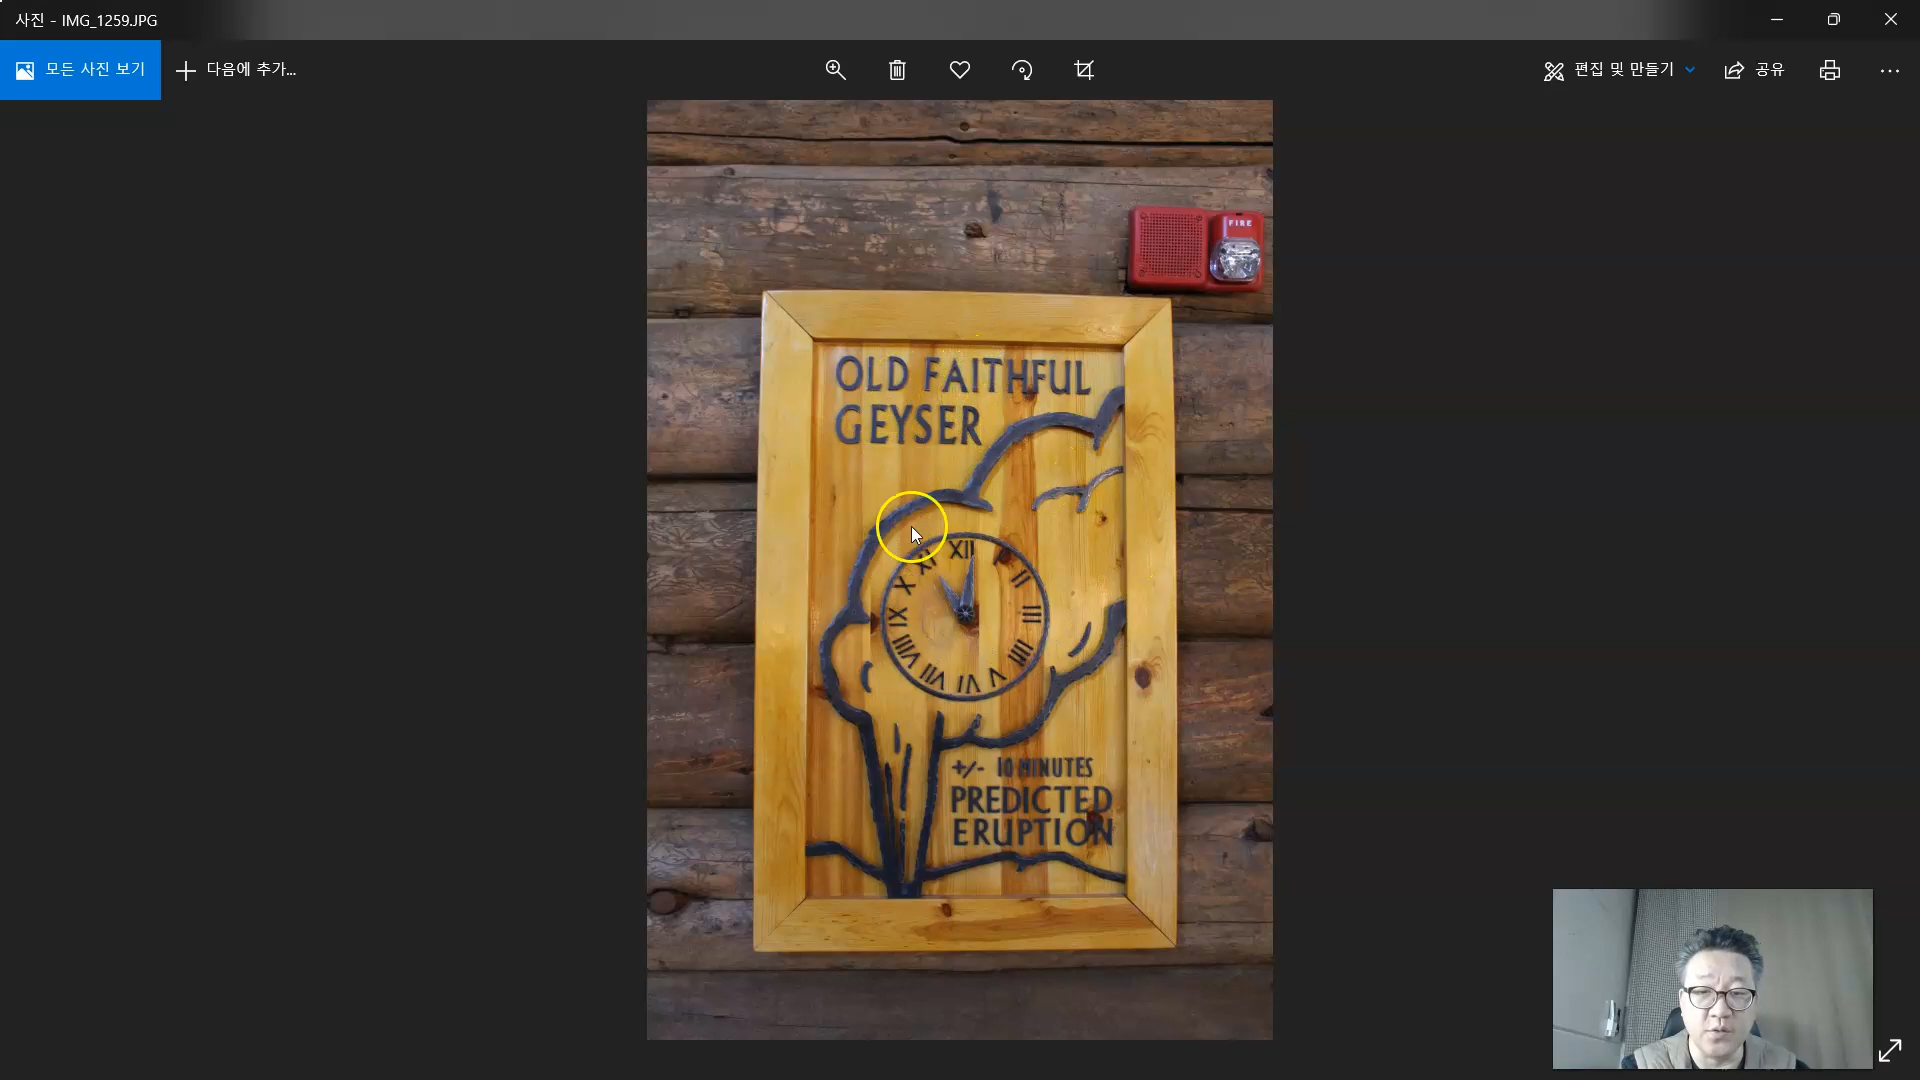 사진 - IMG_1259.JPG
모든 사진 보기
다음에 추가...
편집 및 만들기
공유
FIRE
OLD FAITHFUL
GEYSER
XII
I
II
III
IIII
V
VI
VII
VIII
IX
X
XI
+/- 10 MINUTES
PREDICTED
ERUPTION